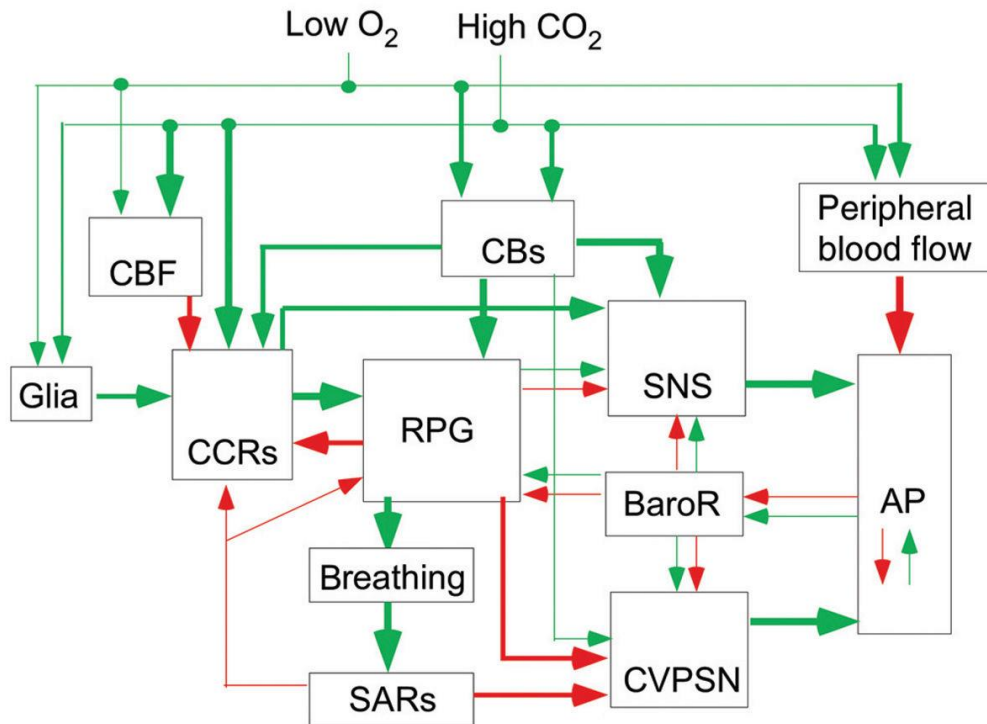 Low O₂
High CO₂
CBF
CBs
Peripheral
blood flow
Glia
CCRs
RPG
SNS
BaroR
AP
Breathing
SARs
CVPSN